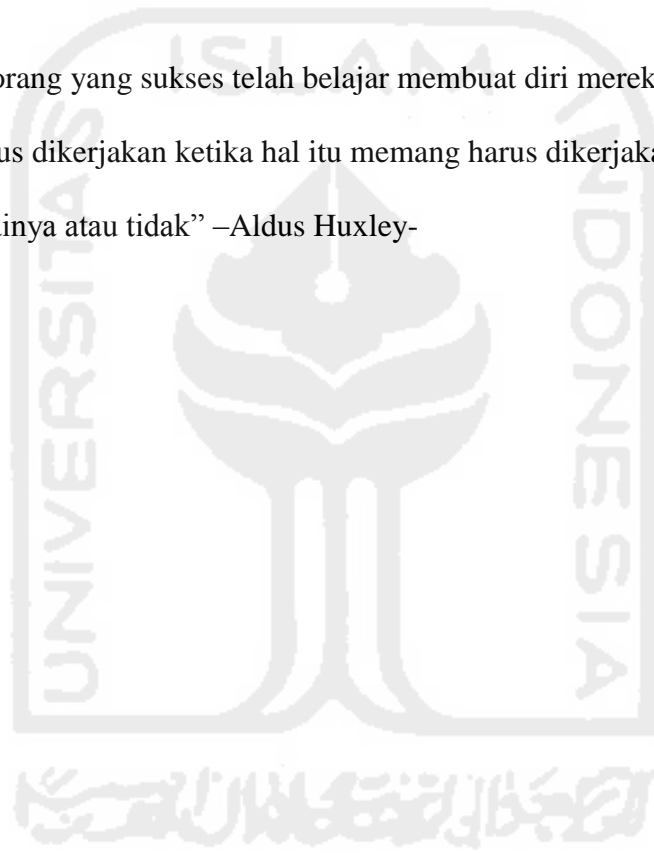 orang yang sukses telah belajar membuat diri merek
us dikerjakan ketika hal itu memang harus dikerjaka
inya atau tidak” –Aldus Huxley-
ISLAM
UNIVERSITAS
INDONESIA